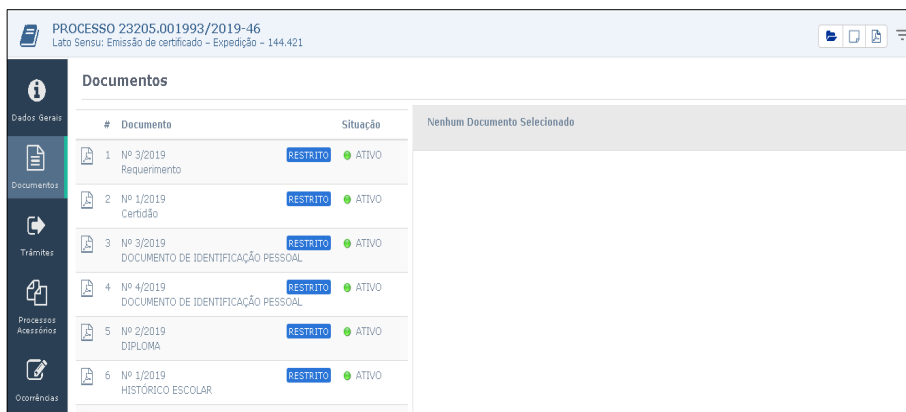 PROCESSO 23205.001993/2019-46
Lato Sensu: Emissão de certificado - Expedição - 144.421
Dados Gerais
Documentos
Trâmites
Processos
Acessórios
Ocorrências
Documentos
# Documento Situação
1 Nº 3/2019 RESTRITO ATIVO
Requerimento
2 Nº 1/2019 RESTRITO ATIVO
Certidão
3 Nº 3/2019 RESTRITO ATIVO
DOCUMENTO DE IDENTIFICAÇÃO PESSOAL
4 Nº 4/2019 RESTRITO ATIVO
DOCUMENTO DE IDENTIFICAÇÃO PESSOAL
5 Nº 2/2019 RESTRITO ATIVO
DIPLOMA
6 Nº 1/2019 RESTRITO ATIVO
HISTÓRICO ESCOLAR
Nenhum Documento Selecionado